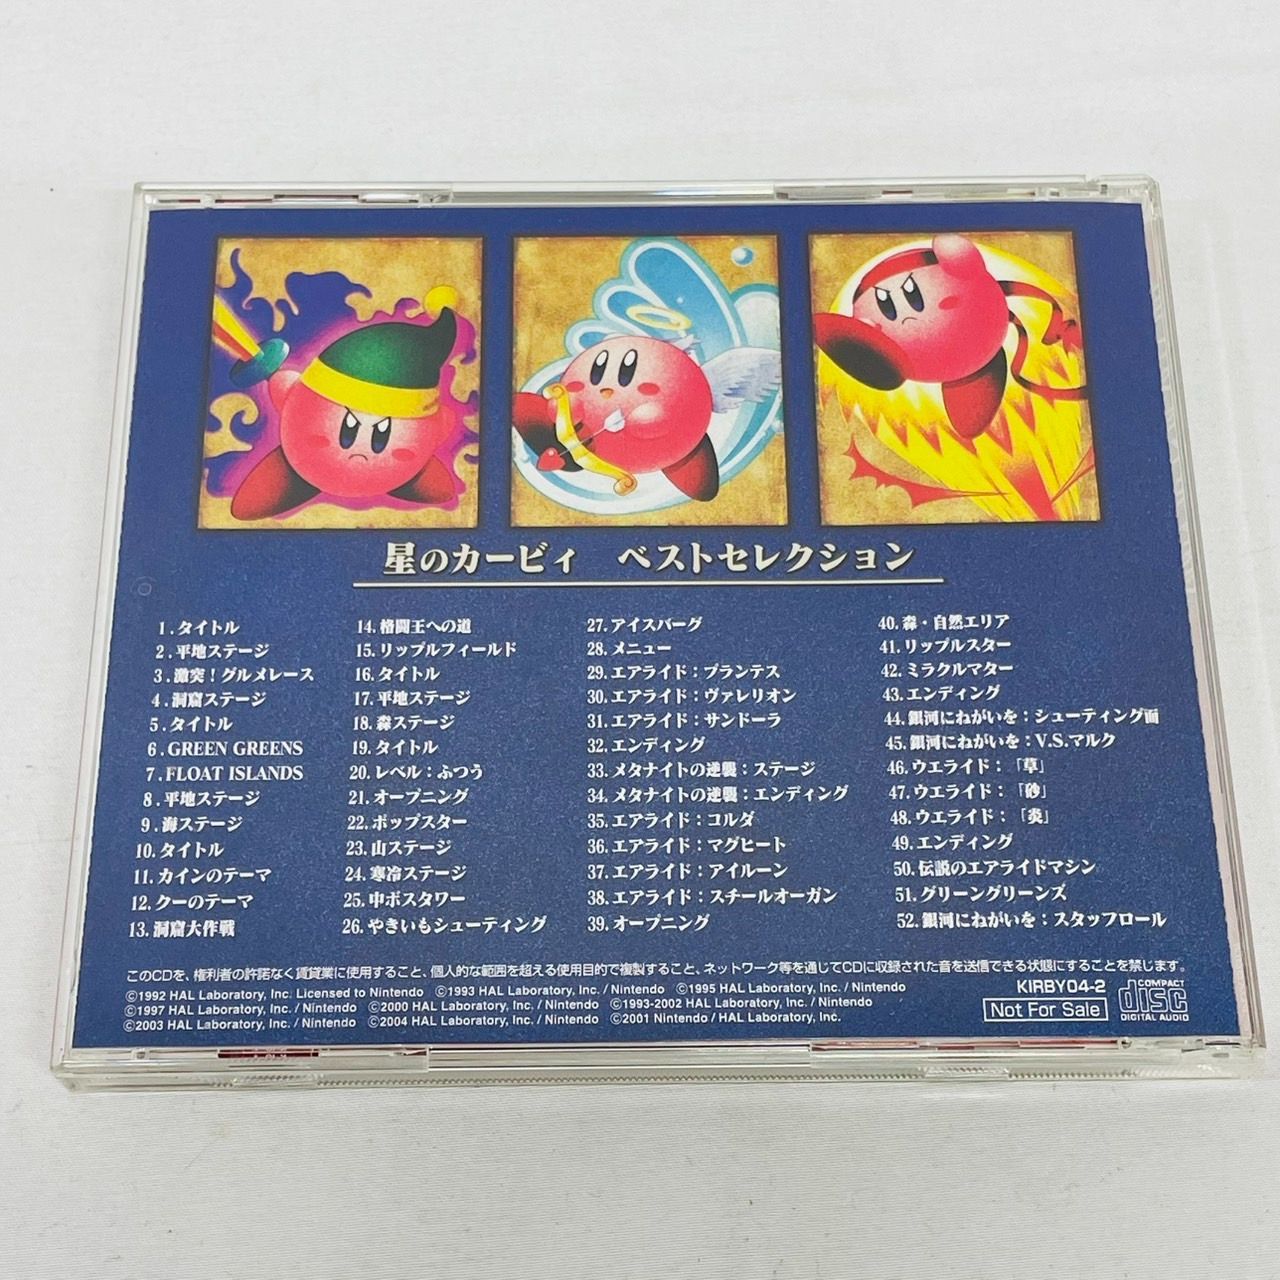 星のカービィ ベストセレクション
1.タイトル
2.平地ステージ
3.激突!グルメレース
4.洞窟ステージ
5.タイトル
6.GREEN GREENS
7.FLOAT ISLANDS
8.平地ステージ
9.海ステージ
10.タイトル
11.カインのテーマ
12.クーのテーマ
13.洞窟大作戦
14.格闘王への道
15.リップルフィールド
16.タイトル
17.平地ステージ
18.森ステージ
19.タイトル
20.レベル:ふつう
21.オープニング
22.ポップスター
23.山ステージ
24.寒冷ステージ
25.中ボスタワー
26.やきいもシューティング
27.アイスバーグ
28.メニュー
29.エアライド:プランテス
30.エアライド:ヴァレリオン
31.エアライド:サンドーラ
32.エンディング
33.メタナイトの逆襲:ステージ
34.メタナイトの逆襲:エンディング
35.エアライド:コルダ
36.エアライド:マグヒート
37.エアライド:アイルーン
38.エアライド:スチールオーガン
39.オープニング
40.森・自然エリア
41.リップルスター
42.ミラクルマター
43.エンディング
44.銀河にねがいを:シューティング面
45.銀河にねがいを:V.S.マルク
46.ウエライド:「草」
47.ウエライド:「砂」
48.ウエライド:「炎」
49.エンディング
50.伝説のエアライドマシン
51.グリーングリーンズ
52.銀河にねがいを:スタッフロール
このCDを、権利者の許諾なく賃貸業に使用すること、個人的な範囲を超える使用目的で複製すること、ネットワーク等を通じてCDに収録された音を送信できる状態にすることを禁じます。
©1992 HAL Laboratory, Inc. Licensed to Nintendo ©1993 HAL Laboratory, Inc. / Nintendo ©1995 HAL Laboratory, Inc. / Nintendo
©1997 HAL Laboratory, Inc. / Nintendo ©2000 HAL Laboratory, Inc. / Nintendo ©1993-2002 HAL Laboratory, Inc. / Nintendo
©2003 HAL Laboratory, Inc. / Nintendo ©2004 HAL Laboratory, Inc. / Nintendo ©2001 Nintendo / HAL Laboratory, Inc.
KIRBY04-2
Not For Sale
COMPACT
disc
DIGITAL AUDIO